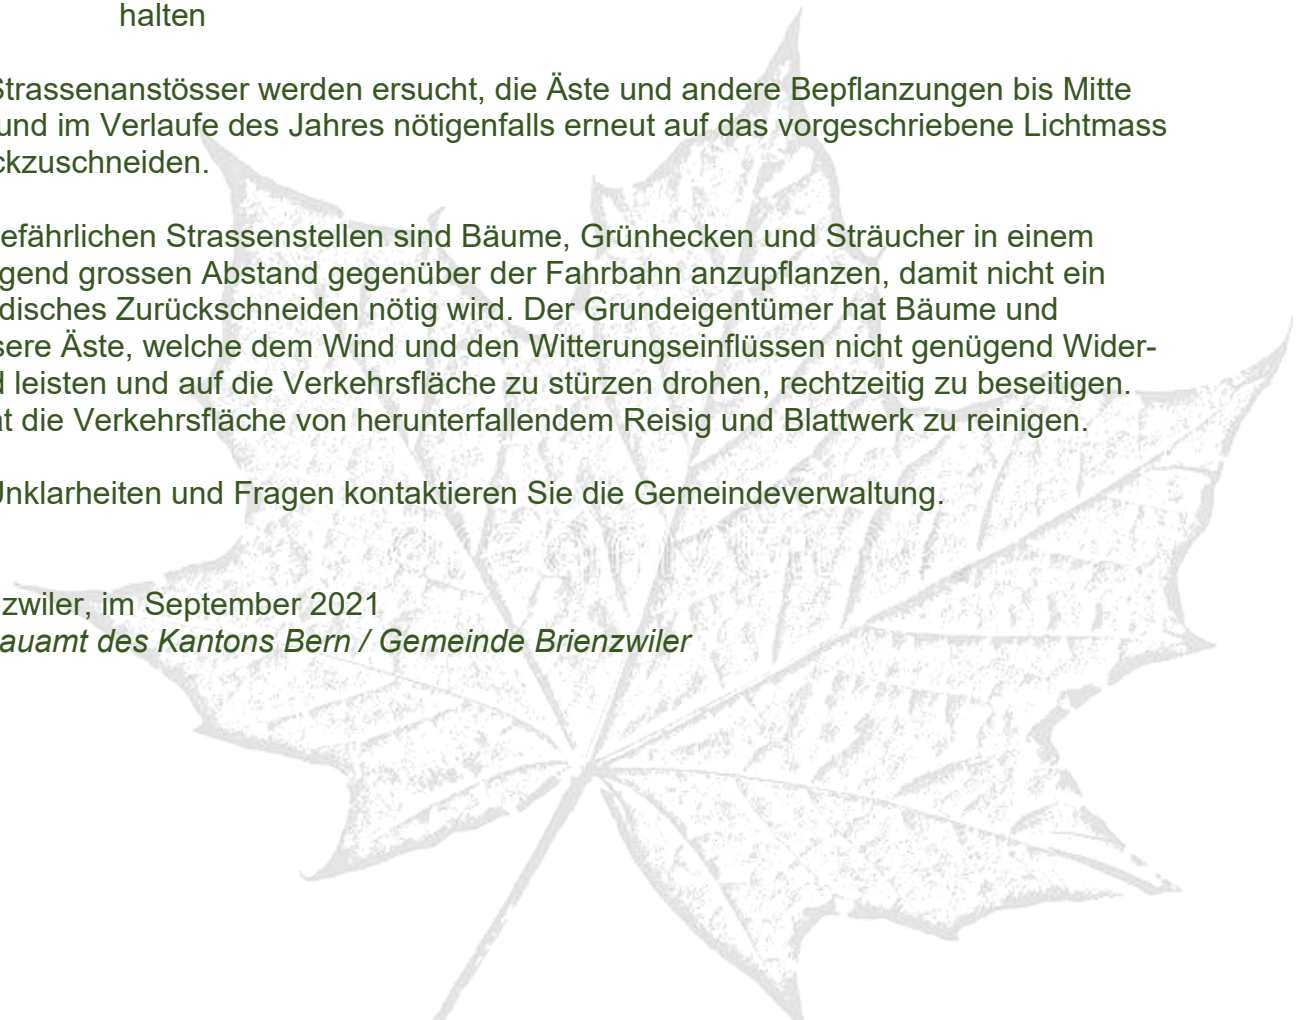 halten
Strassenanstösser werden ersucht, die Äste und andere Bepflanzungen bis Mitte
und im Verlaufe des Jahres nötigenfalls erneut auf das vorgeschriebene Lichtmass
ckzuschneiden.
efährlichen Strassenstellen sind Bäume, Grünhecken und Sträucher in einem
gend grossen Abstand gegenüber der Fahrbahn anzupflanzen, damit nicht ein
disches Zurückschneiden nötig wird. Der Grundeigentümer hat Bäume und
sere Äste, welche dem Wind und den Witterungseinflüssen nicht genügend Wider-
d leisten und auf die Verkehrsfläche zu stürzen drohen, rechtzeitig zu beseitigen.
at die Verkehrsfläche von herunterfallendem Reisig und Blattwerk zu reinigen.
Unklarheiten und Fragen kontaktieren Sie die Gemeindeverwaltung.
zwiler, im September 2021
auamt des Kantons Bern / Gemeinde Brienzwiler